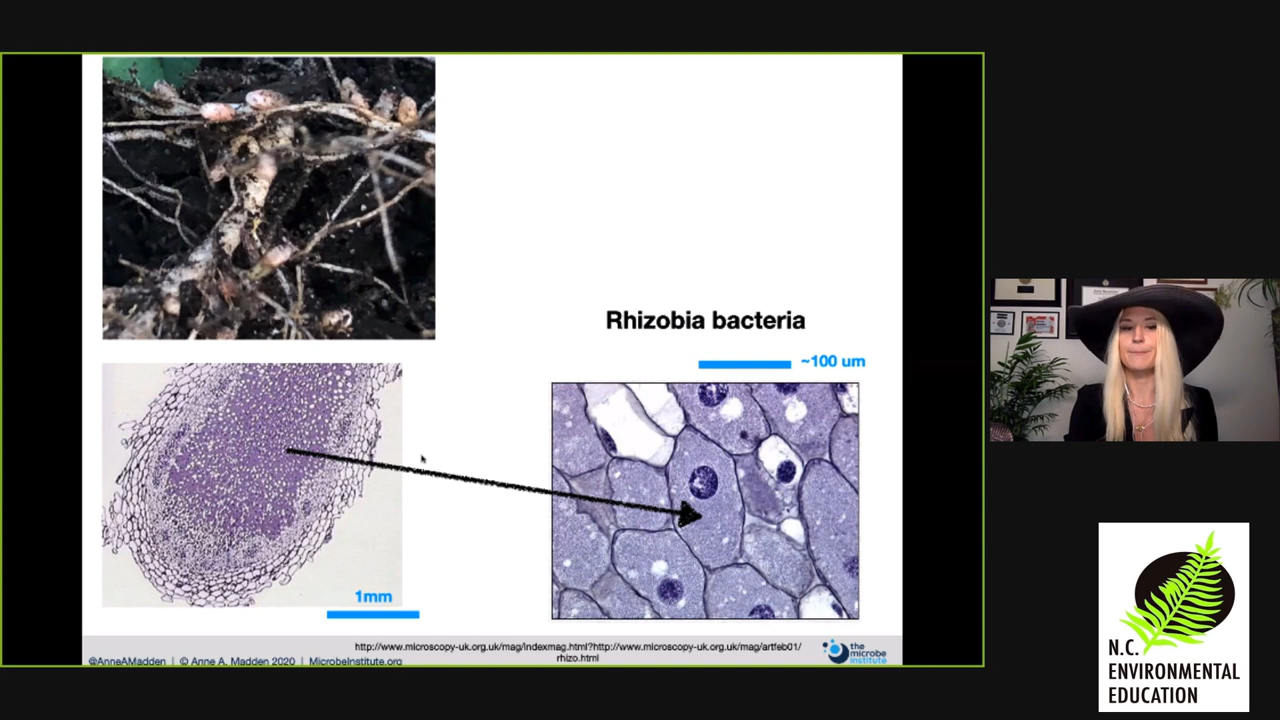 Rhizobia bacteria
~100 um
1mm
http://www.microscopy-uk.org.uk/mag/indexmag.html?http://www.microscopy-uk.org.uk/mag/artfeb01/
rhizo.html
@AnneAMadden | © Anne A. Madden 2020 | MicrobeInstitute.org
the
microbe
institute
N.C.
ENVIRONMENTAL
EDUCATION